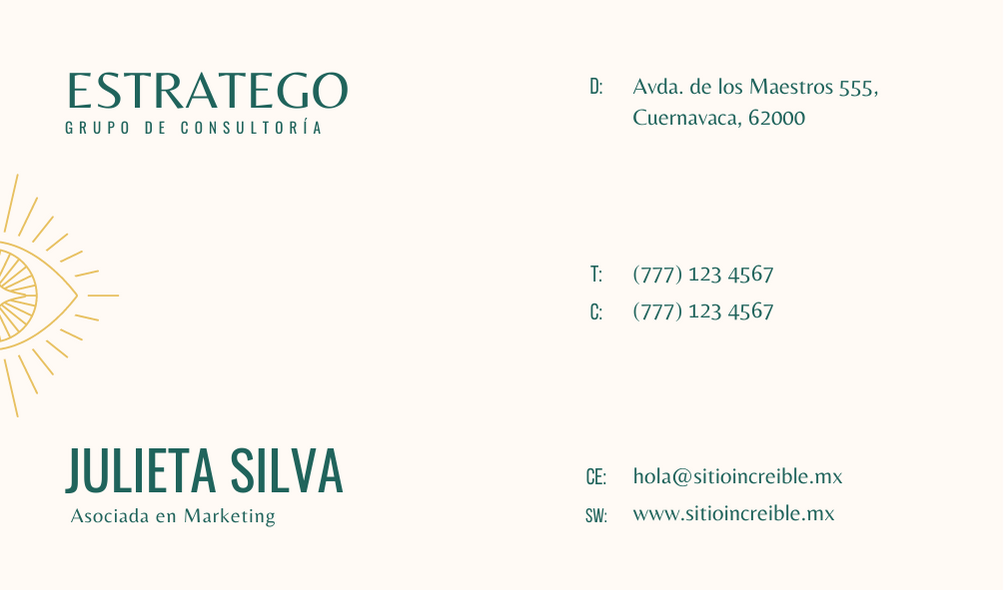 ESTRATEGO
GRUPO DE CONSULTORÍA
D: Avda. de los Maestros 555,
Cuernavaca, 62000
T: (777) 123 4567
C: (777) 123 4567
JULIETA SILVA
Asociada en Marketing
CE: hola@sitioincreible.mx
SW: www.sitioincreible.mx